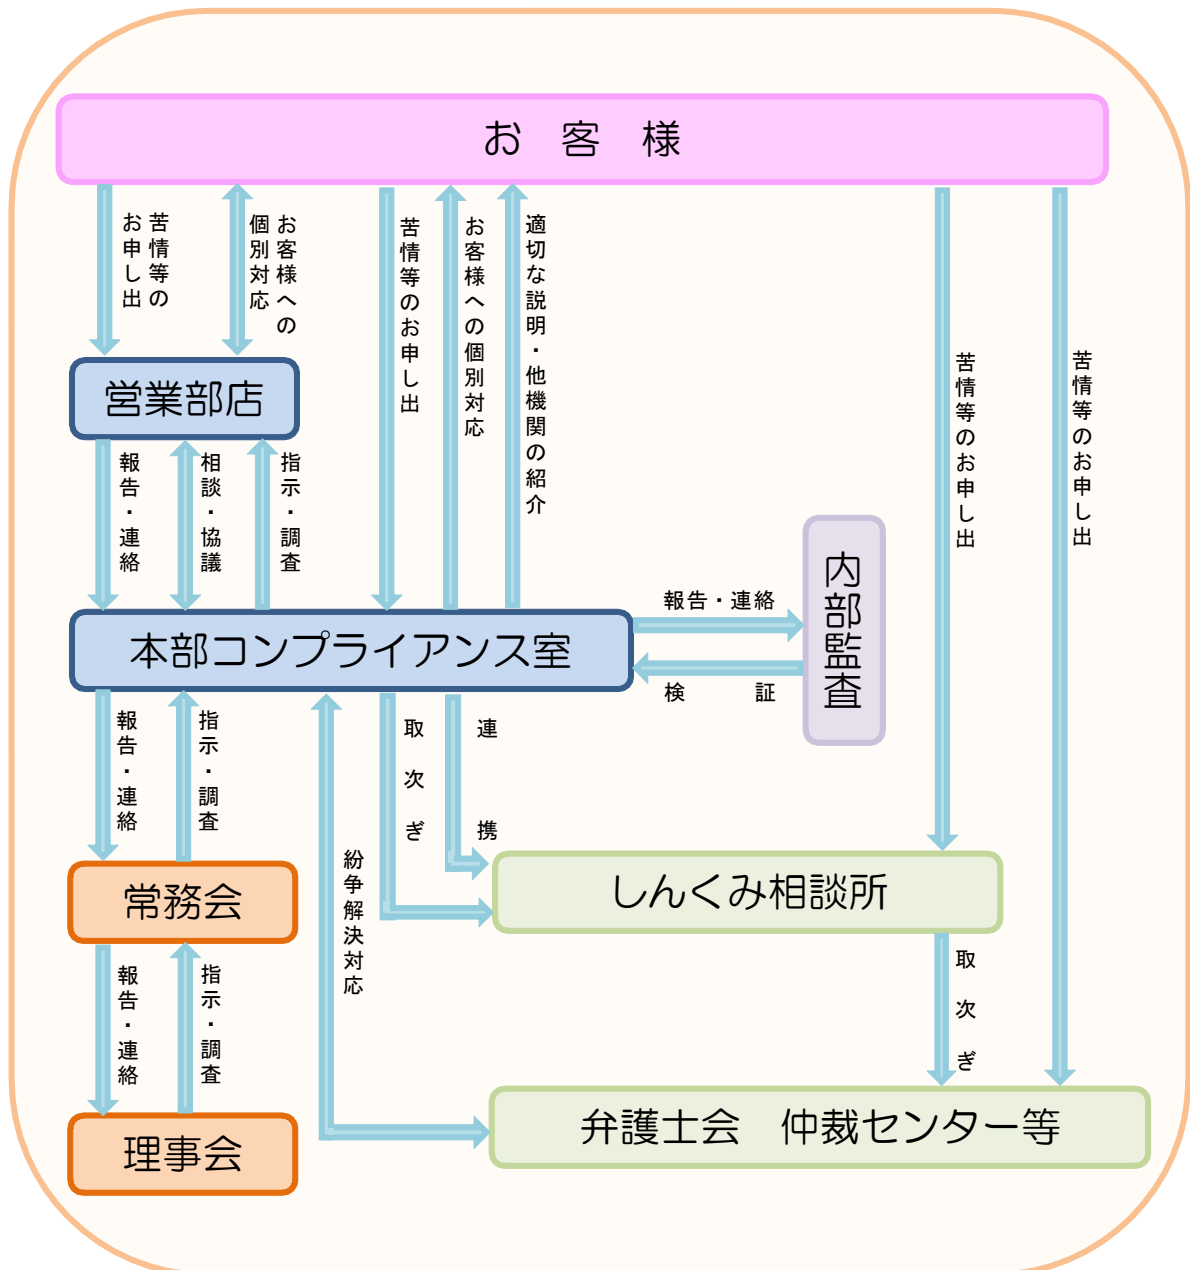 お　客　様
苦情等の
お申し出
お客様への
個別対応
苦情等のお申し出
お客様への個別対応
適切な説明・他機関の紹介
苦情等のお申し出
苦情等のお申し出
営業部店
報告・連絡
相談・協議
指示・調査
内部監査
報告・連絡
検　証
本部コンプライアンス室
報告・連絡
指示・調査
取次ぎ
連携
紛争解決対応
常務会
しんくみ相談所
報告・連絡
指示・調査
取次ぎ
理事会
弁護士会　仲裁センター等